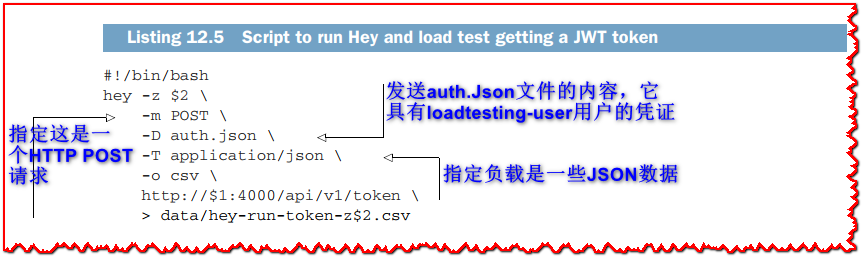 Listing 12.5 Script to run Hey and load test getting a JWT token
#!/bin/bash
hey -z $2 \
-m POST \
-D auth.json \
-T application/json \
-o csv \
http://$1:4000/api/v1/token \
> data/hey-run-token-z$2.csv
发送auth.Json文件的内容，它
具有loadtesting-user用户的凭证
指定这是一
个HTTP POST
请求
指定负载是一些JSON数据